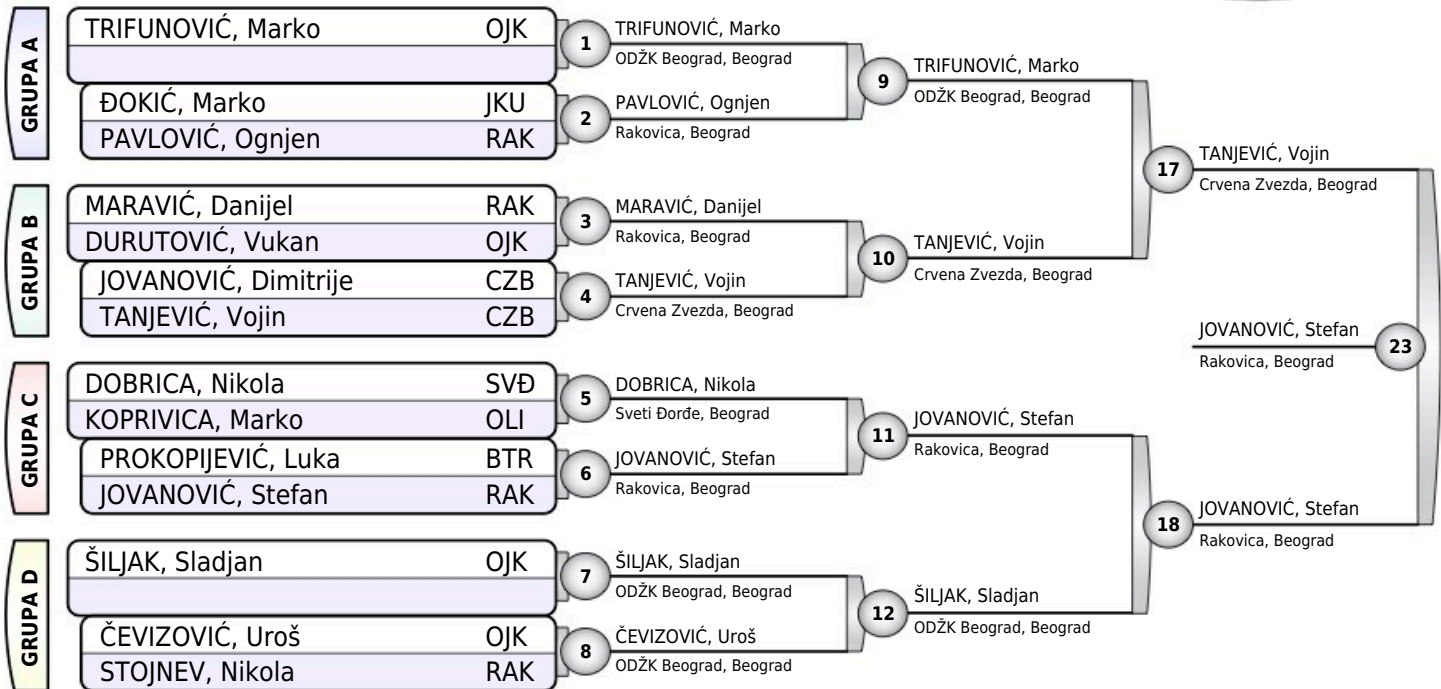 GRUPA A
TRIFUNOVIĆ, Marko OJK
ĐOKIĆ, Marko JKU
PAVLOVIĆ, Ognjen RAK
GRUPA B
MARAVIĆ, Danijel RAK
DURUTOVIĆ, Vukan OJK
JOVANOVIĆ, Dimitrije CZB
TANJEVIĆ, Vojin CZB
GRUPA C
DOBRICA, Nikola SVĐ
KOPRIVICA, Marko OLI
PROKOPIJEVIĆ, Luka BTR
JOVANOVIĆ, Stefan RAK
GRUPA D
ŠILJAK, Sladjan OJK
ČEVIZOVIĆ, Uroš OJK
STOJNEV, Nikola RAK
1
TRIFUNOVIĆ, Marko
ODŽK Beograd, Beograd
2
PAVLOVIĆ, Ognjen
Rakovica, Beograd
3
MARAVIĆ, Danijel
Rakovica, Beograd
4
TANJEVIĆ, Vojin
Crvena Zvezda, Beograd
5
DOBRICA, Nikola
Sveti Đorđe, Beograd
6
JOVANOVIĆ, Stefan
Rakovica, Beograd
7
ŠILJAK, Sladjan
ODŽK Beograd, Beograd
8
ČEVIZOVIĆ, Uroš
ODŽK Beograd, Beograd
9
TRIFUNOVIĆ, Marko
ODŽK Beograd, Beograd
10
TANJEVIĆ, Vojin
Crvena Zvezda, Beograd
11
JOVANOVIĆ, Stefan
Rakovica, Beograd
12
ŠILJAK, Sladjan
ODŽK Beograd, Beograd
17
TANJEVIĆ, Vojin
Crvena Zvezda, Beograd
18
JOVANOVIĆ, Stefan
Rakovica, Beograd
JOVANOVIĆ, Stefan
Rakovica, Beograd
23